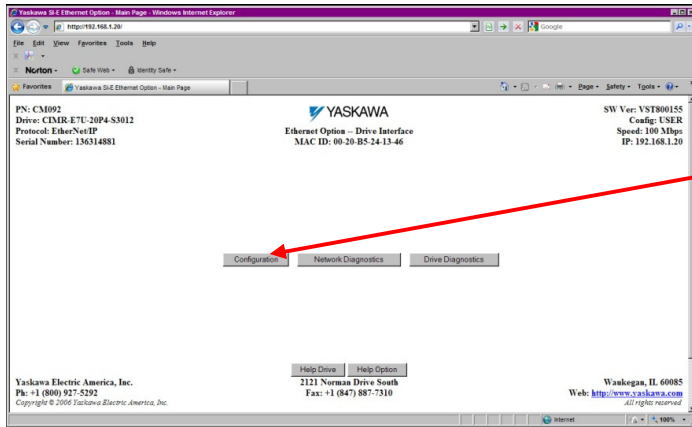 Yaskawa SI-E Ethernet Option - Main Page - Windows Internet Explorer
http://192.168.1.20/
Google
File Edit View Favorites Tools Help
Norton Safe Web Identity Safe
Favorites Yaskawa SI-E Ethernet Option - Main Page
Page Safety Tools
PN: CM092
Drive: CIMR-E7U-20P4-S3012
Protocol: EtherNet/IP
Serial Number: 136314881
YASKAWA
Ethernet Option -- Drive Interface
MAC ID: 00-20-B5-24-13-46
SW Ver: VST800155
Config: USER
Speed: 100 Mbps
IP: 192.168.1.20
Configuration Network Diagnostics Drive Diagnostics
Help Drive Help Option
Yaskawa Electric America, Inc.
Ph: +1 (800) 927-5292
Copyright © 2006 Yaskawa Electric America, Inc.
2121 Norman Drive South
Fax: +1 (847) 887-7310
Waukegan, IL 60085
Web: http://www.yaskawa.com
All rights reserved
Internet 100%